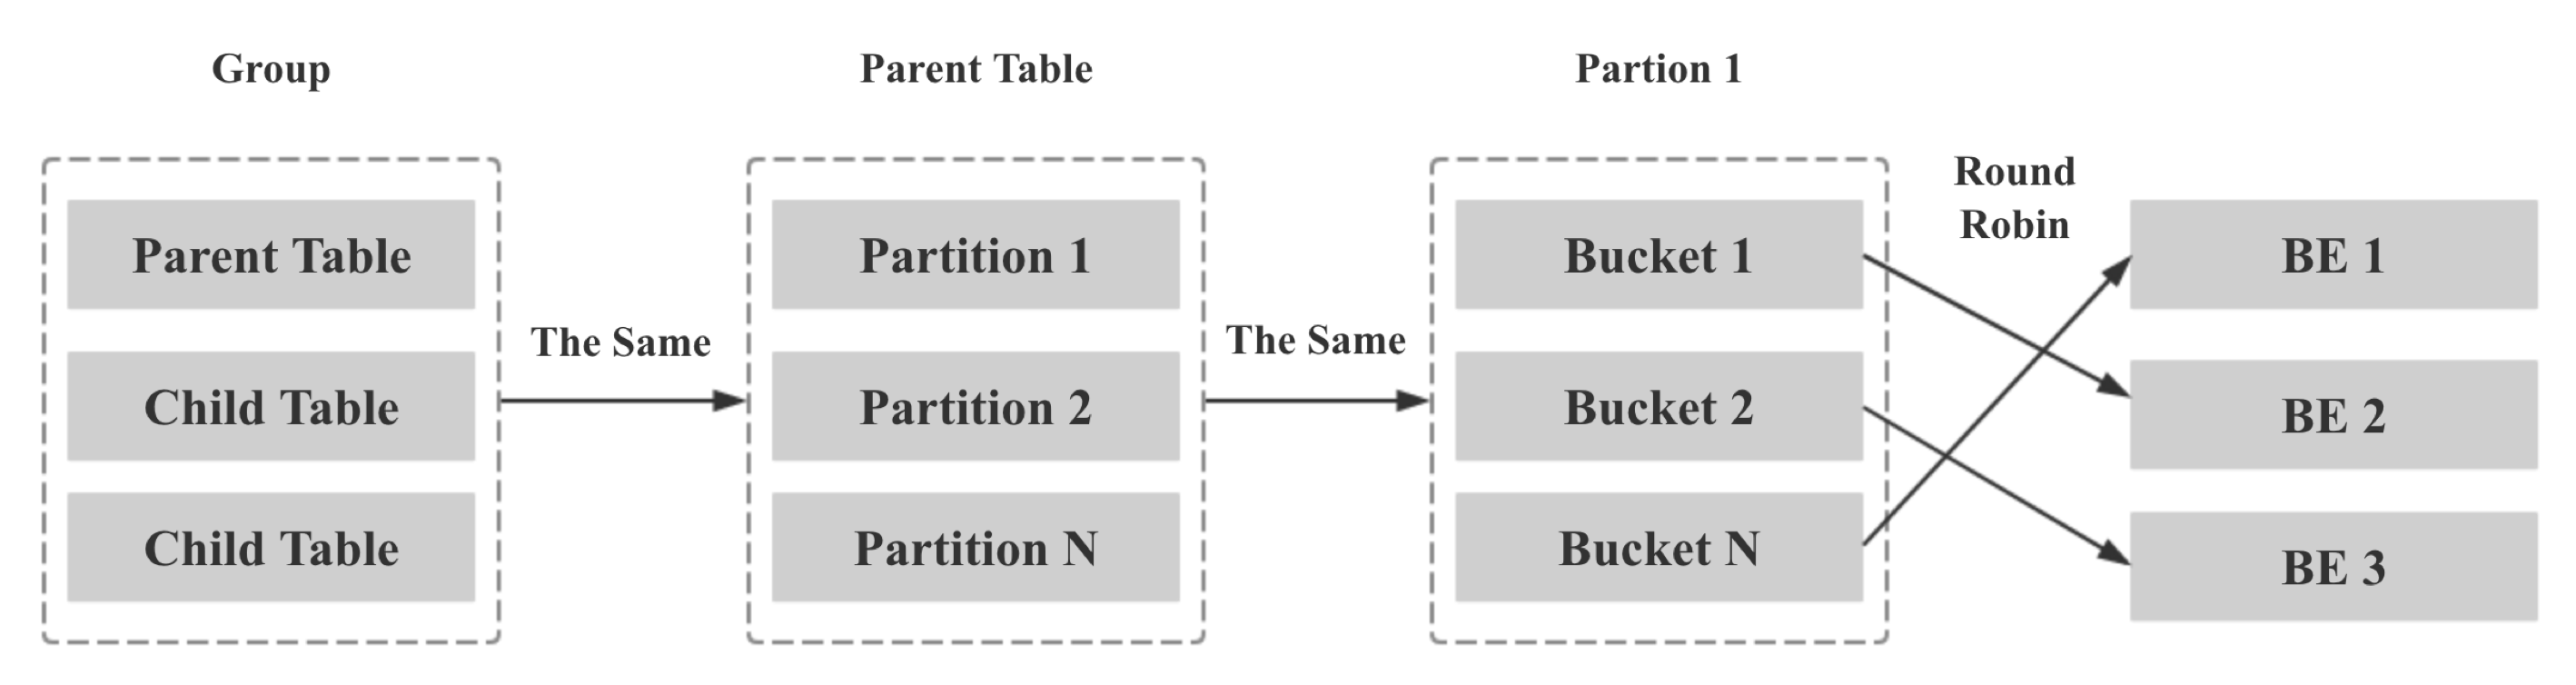 Group
Parent Table
Partion 1
Parent Table
Child Table
Child Table
The Same
Partition 1
Partition 2
Partition N
The Same
Bucket 1
Bucket 2
Bucket N
Round
Robin
BE 1
BE 2
BE 3